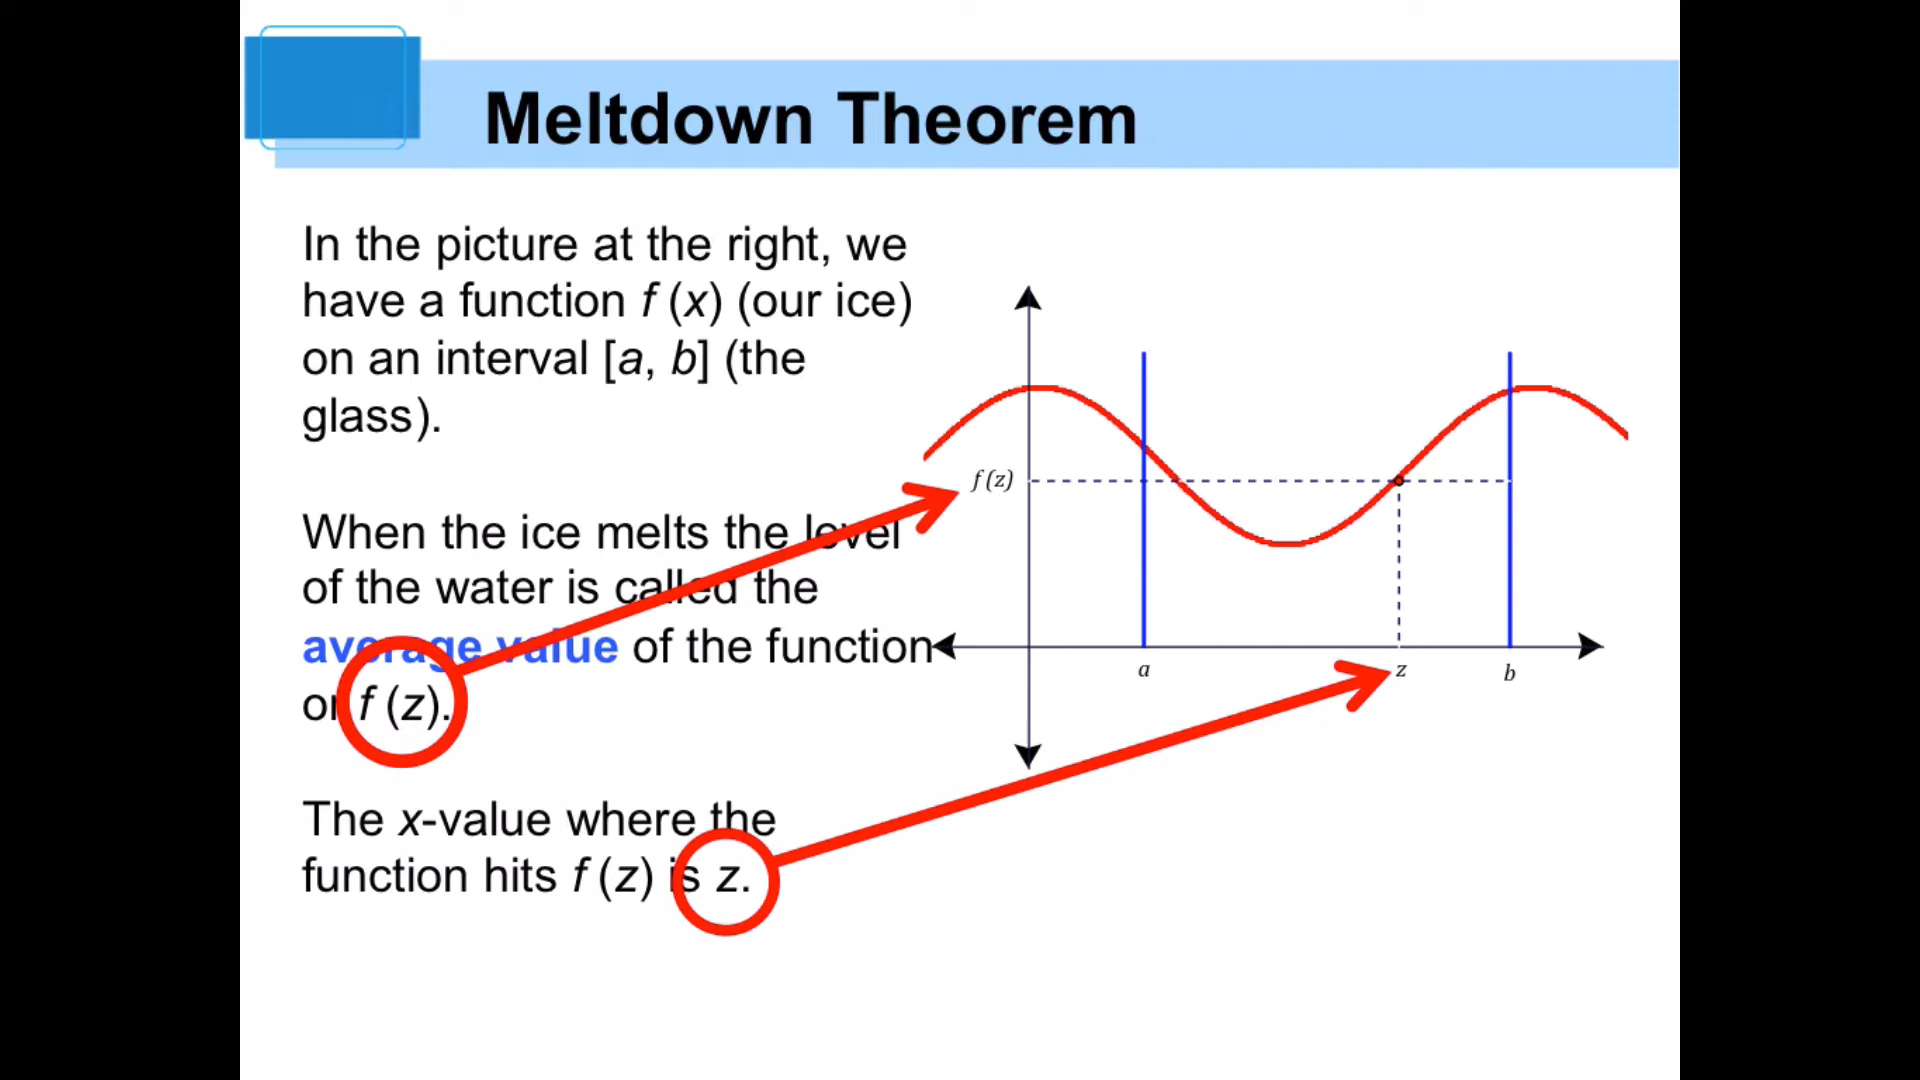 Meltdown Theorem
In the picture at the right, we
have a function f (x) (our ice)
on an interval [a, b] (the
glass).
When the ice melts the level
of the water is called the
average value of the function
or f (z).
The x-value where the
function hits f (z) is z.
f (z)
a
z
b